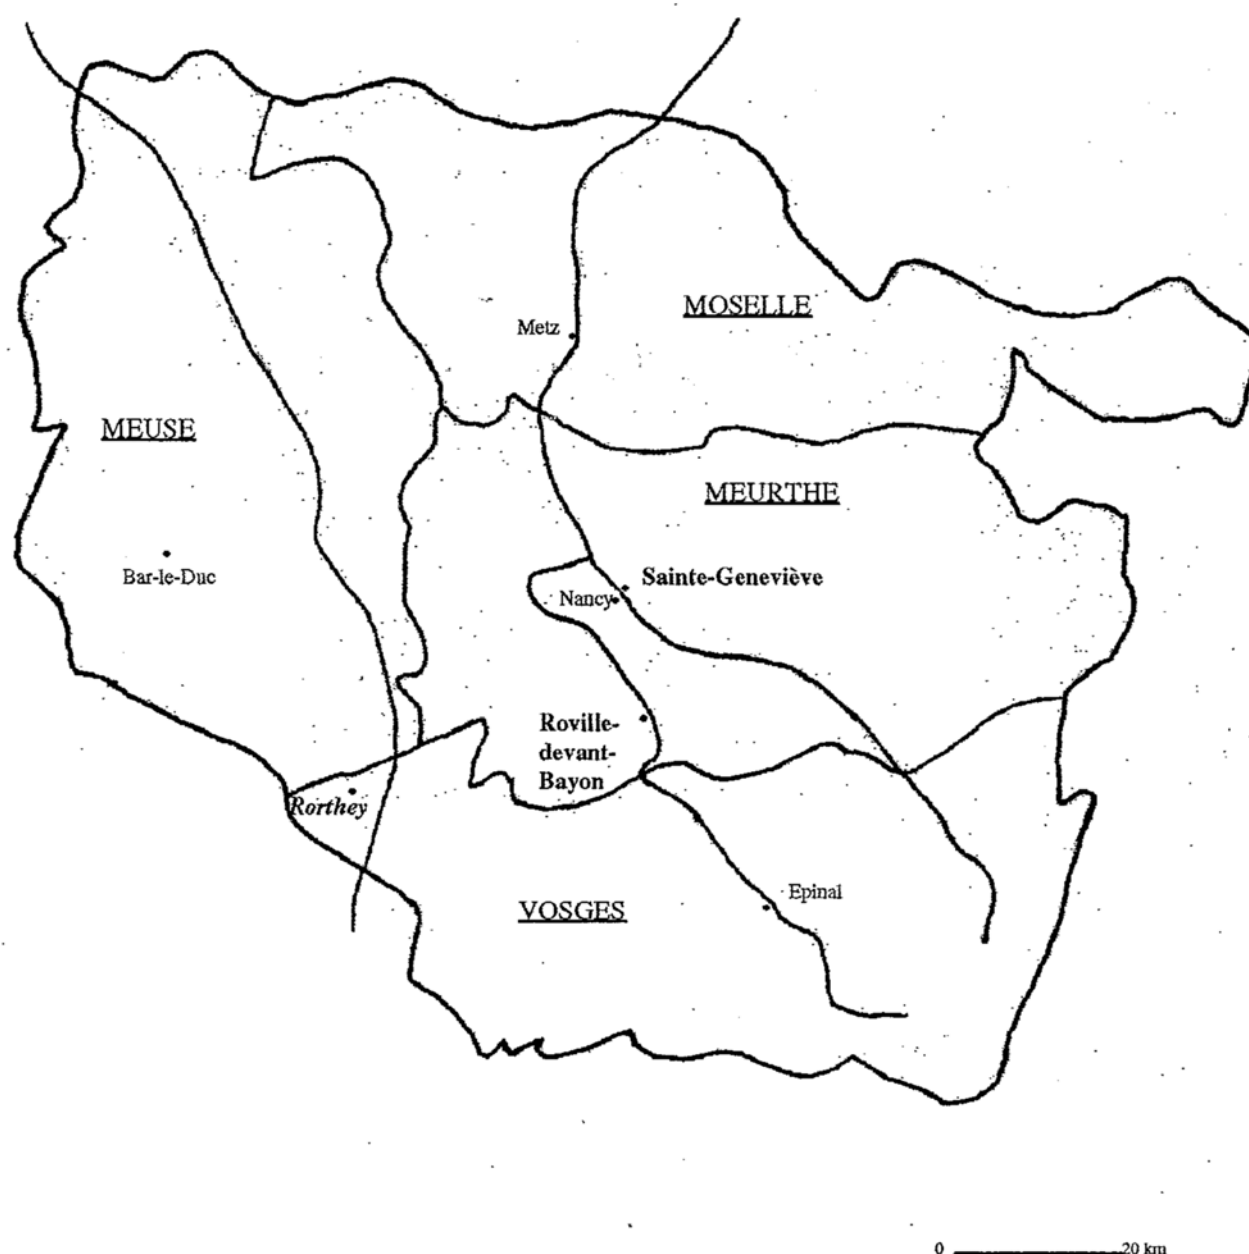 Metz
MOSELLE
MEUSE
MEURTHE
Bar-le-Duc
Sainte-Geneviève
Nancy
Roville-
devant-
Bayon
Rorthey
VOSGES
Epinal
0 20 km